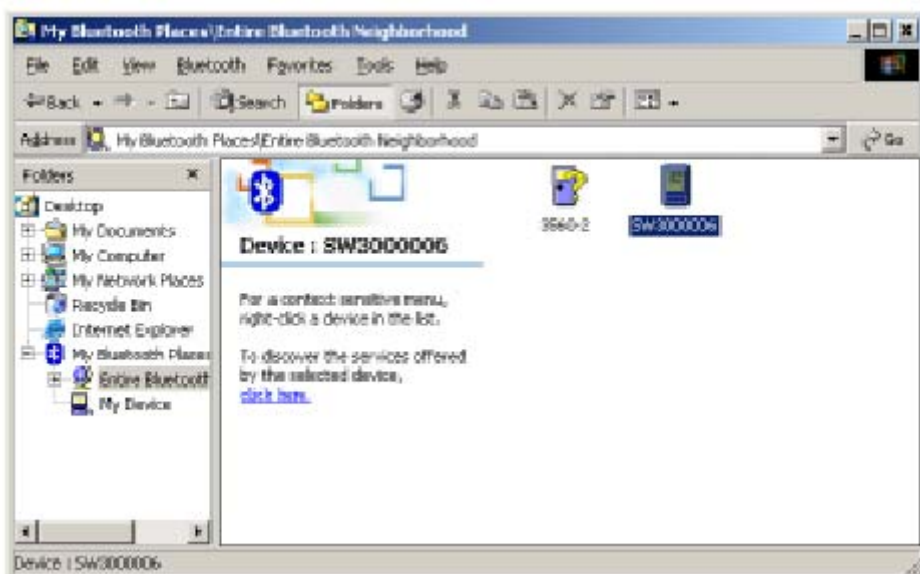 My Bluetooth Places\Entire Bluetooth Neighborhood
File Edit View Bluetooth Favorites Tools Help
Back Search Folders
Address My Bluetooth Places\Entire Bluetooth Neighborhood Go
Folders
Desktop
My Documents
My Computer
My Network Places
Recycle Bin
Internet Explorer
My Bluetooth Places
Entire Bluetooth
My Device
Device : SW3000006
For a context sensitive menu,
right-click a device in the list.
To discover the services offered
by the selected device,
click here.
3560-2
SW3000006
Device : SW3000006